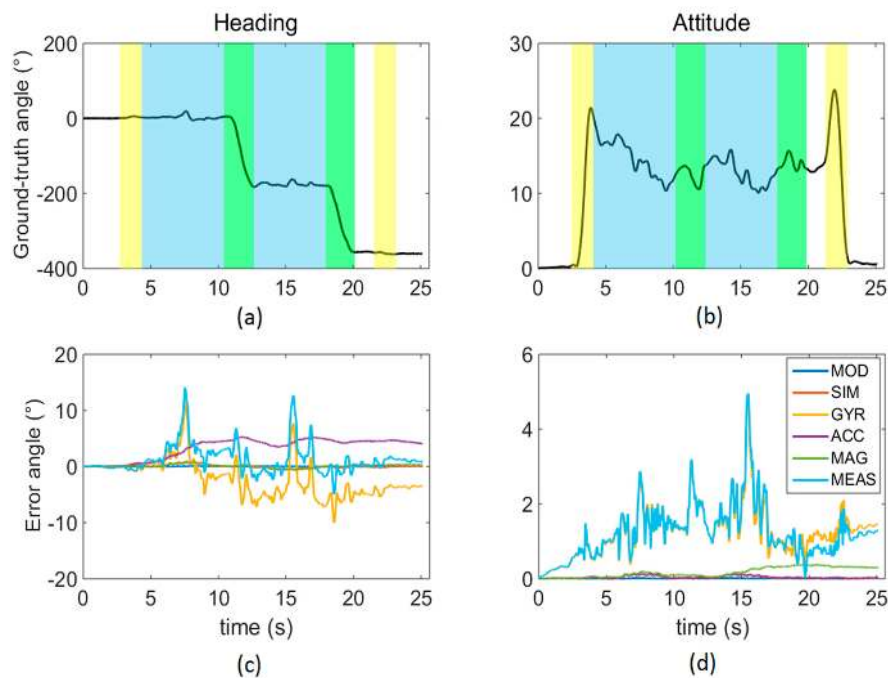 Heading
Attitude
Ground-truth angle (°)
200
0
-200
-400
0 5 10 15 20 25
(a)
30
20
10
0
0 5 10 15 20 25
(b)
Error angle (°)
20
10
0
-10
-20
0 5 10 15 20 25
time (s)
(c)
6
4
2
0
0 5 10 15 20 25
time (s)
(d)
MOD
SIM
GYR
ACC
MAG
MEAS